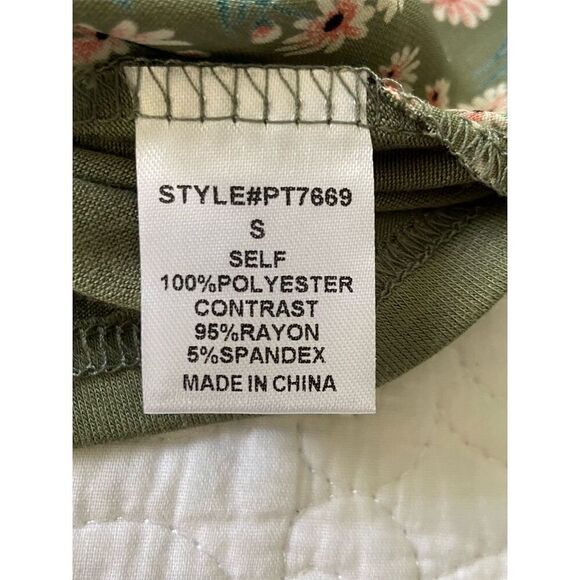 STYLE#PT7669
S
SELF
100%POLYESTER
CONTRAST
95%RAYON
5%SPANDEX
MADE IN CHINA